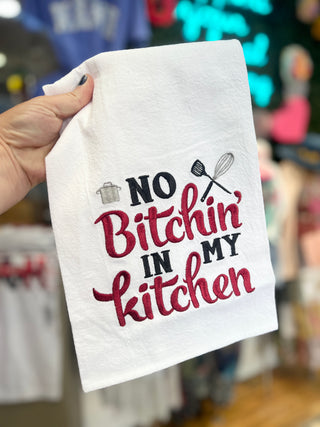 NO
Bitchin'
IN MY
kitchen